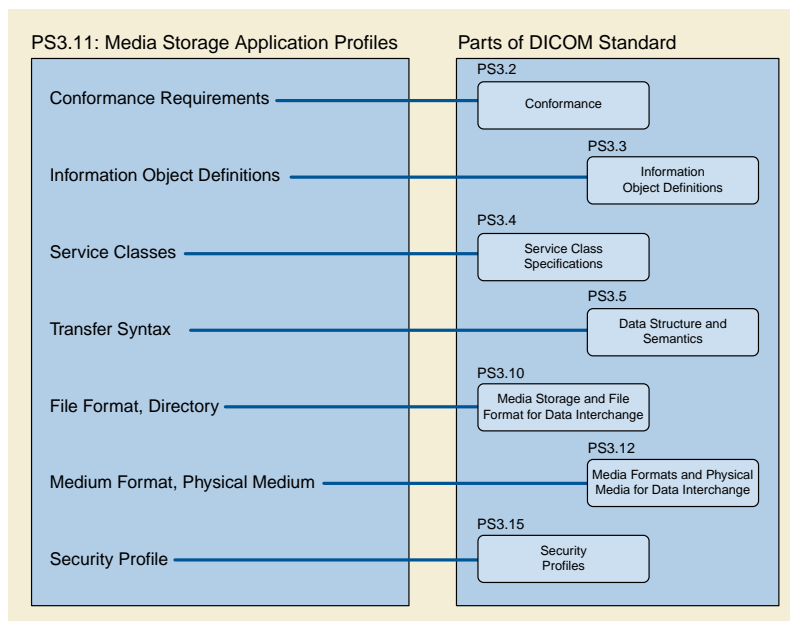 PS3.11: Media Storage Application Profiles
Parts of DICOM Standard
PS3.2
Conformance Requirements
Conformance
PS3.3
Information Object Definitions
Information
Object Definitions
PS3.4
Service Classes
Service Class
Specifications
PS3.5
Transfer Syntax
Data Structure and
Semantics
PS3.10
File Format, Directory
Media Storage and File
Format for Data Interchange
PS3.12
Medium Format, Physical Medium
Media Formats and Physical
Media for Data Interchange
PS3.15
Security Profile
Security
Profiles